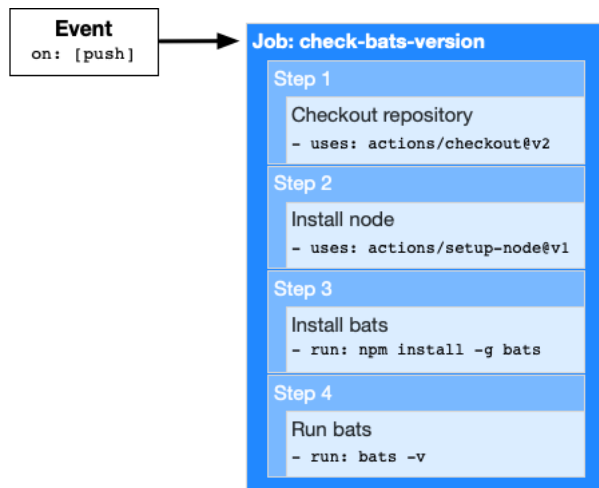 Event
on: [push]
Job: check-bats-version
Step 1
Checkout repository
- uses: actions/checkout@v2
Step 2
Install node
- uses: actions/setup-node@v1
Step 3
Install bats
- run: npm install -g bats
Step 4
Run bats
- run: bats -v